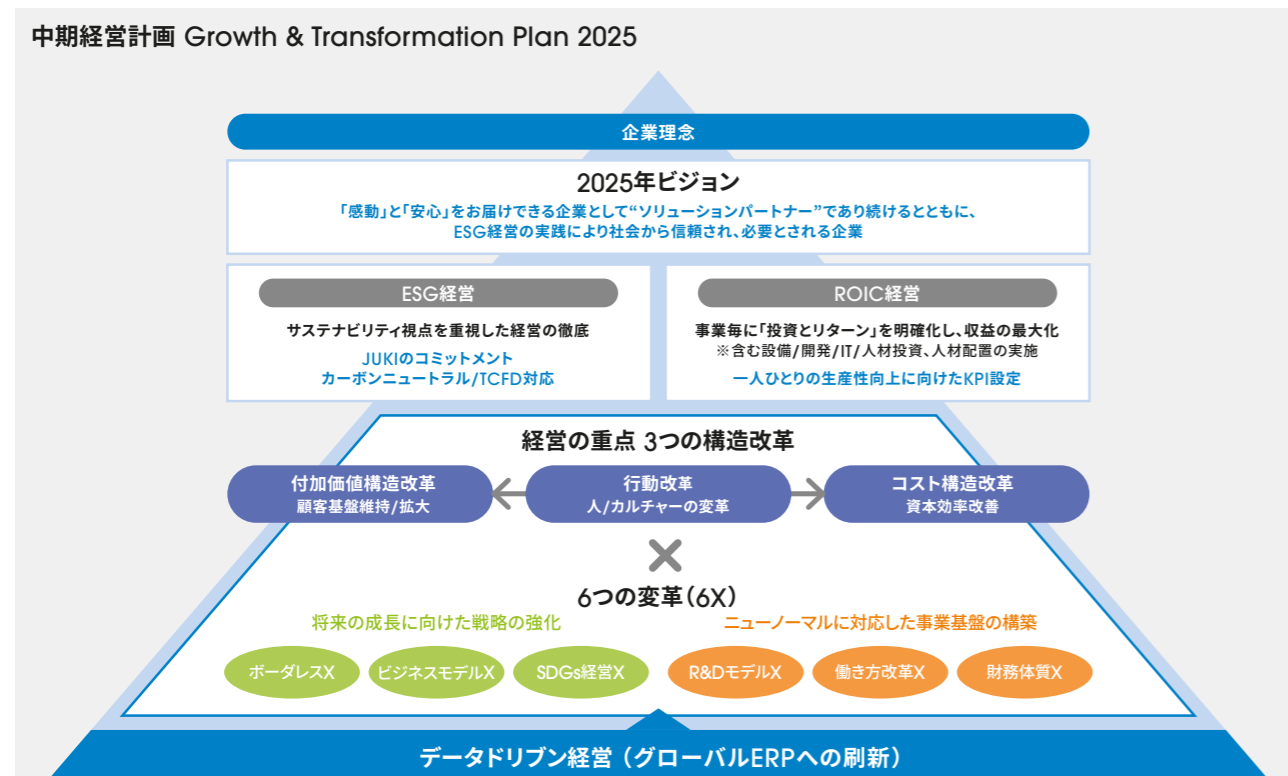 中期経営計画 Growth & Transformation Plan 2025
企業理念
2025年ビジョン
「感動」と「安心」をお届けできる企業として“ソリューションパートナー”であり続けるとともに、
ESG経営の実践により社会から信頼され、必要とされる企業
ESG経営
サステナビリティ視点を重視した経営の徹底
JUKIのコミットメント
カーボンニュートラル/TCFD対応
ROIC経営
事業毎に「投資とリターン」を明確化し、収益の最大化
※含む設備/開発/IT/人材投資、人材配置の実施
一人ひとりの生産性向上に向けたKPI設定
経営の重点 3つの構造改革
付加価値構造改革
顧客基盤維持/拡大
行動改革
人/カルチャーの変革
コスト構造改革
資本効率改善
6つの変革(6X)
将来の成長に向けた戦略の強化
ボーダレスX
ビジネスモデルX
SDGs経営X
ニューノーマルに対応した事業基盤の構築
R&DモデルX
働き方改革X
財務体質X
データドリブン経営(グローバルERPへの刷新)